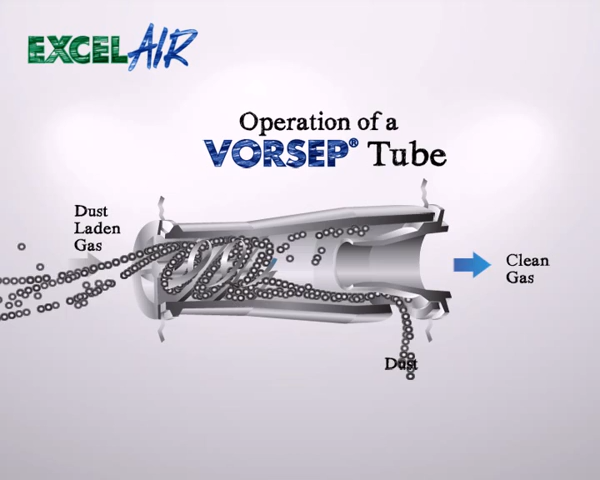 EXCELAIR
Operation of a
VORSEP® Tube
Dust
Laden
Gas
Clean
Gas
Dust